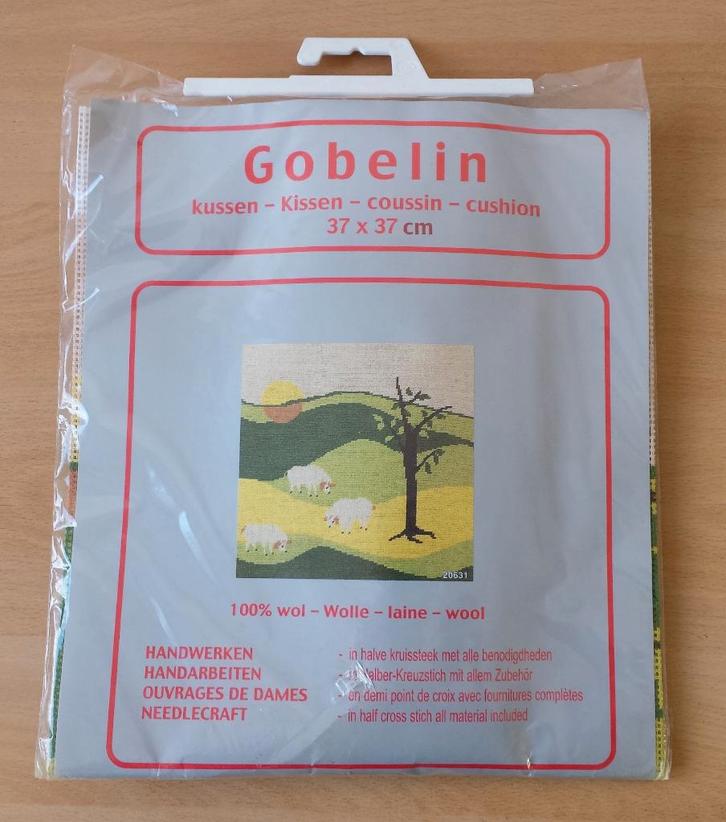 Gobelin
kussen – Kissen – coussin – cushion
37 x 37 cm
20631
100% wol – Wolle – laine – wool
HANDWERKEN - in halve kruissteek met alle benodigdheden
HANDARBEITEN - in Halber-Kreuzstich mit allem Zubehör
OUVRAGES DE DAMES - en demi point de croix avec fournitures complètes
NEEDLECRAFT - in half cross stich all material included